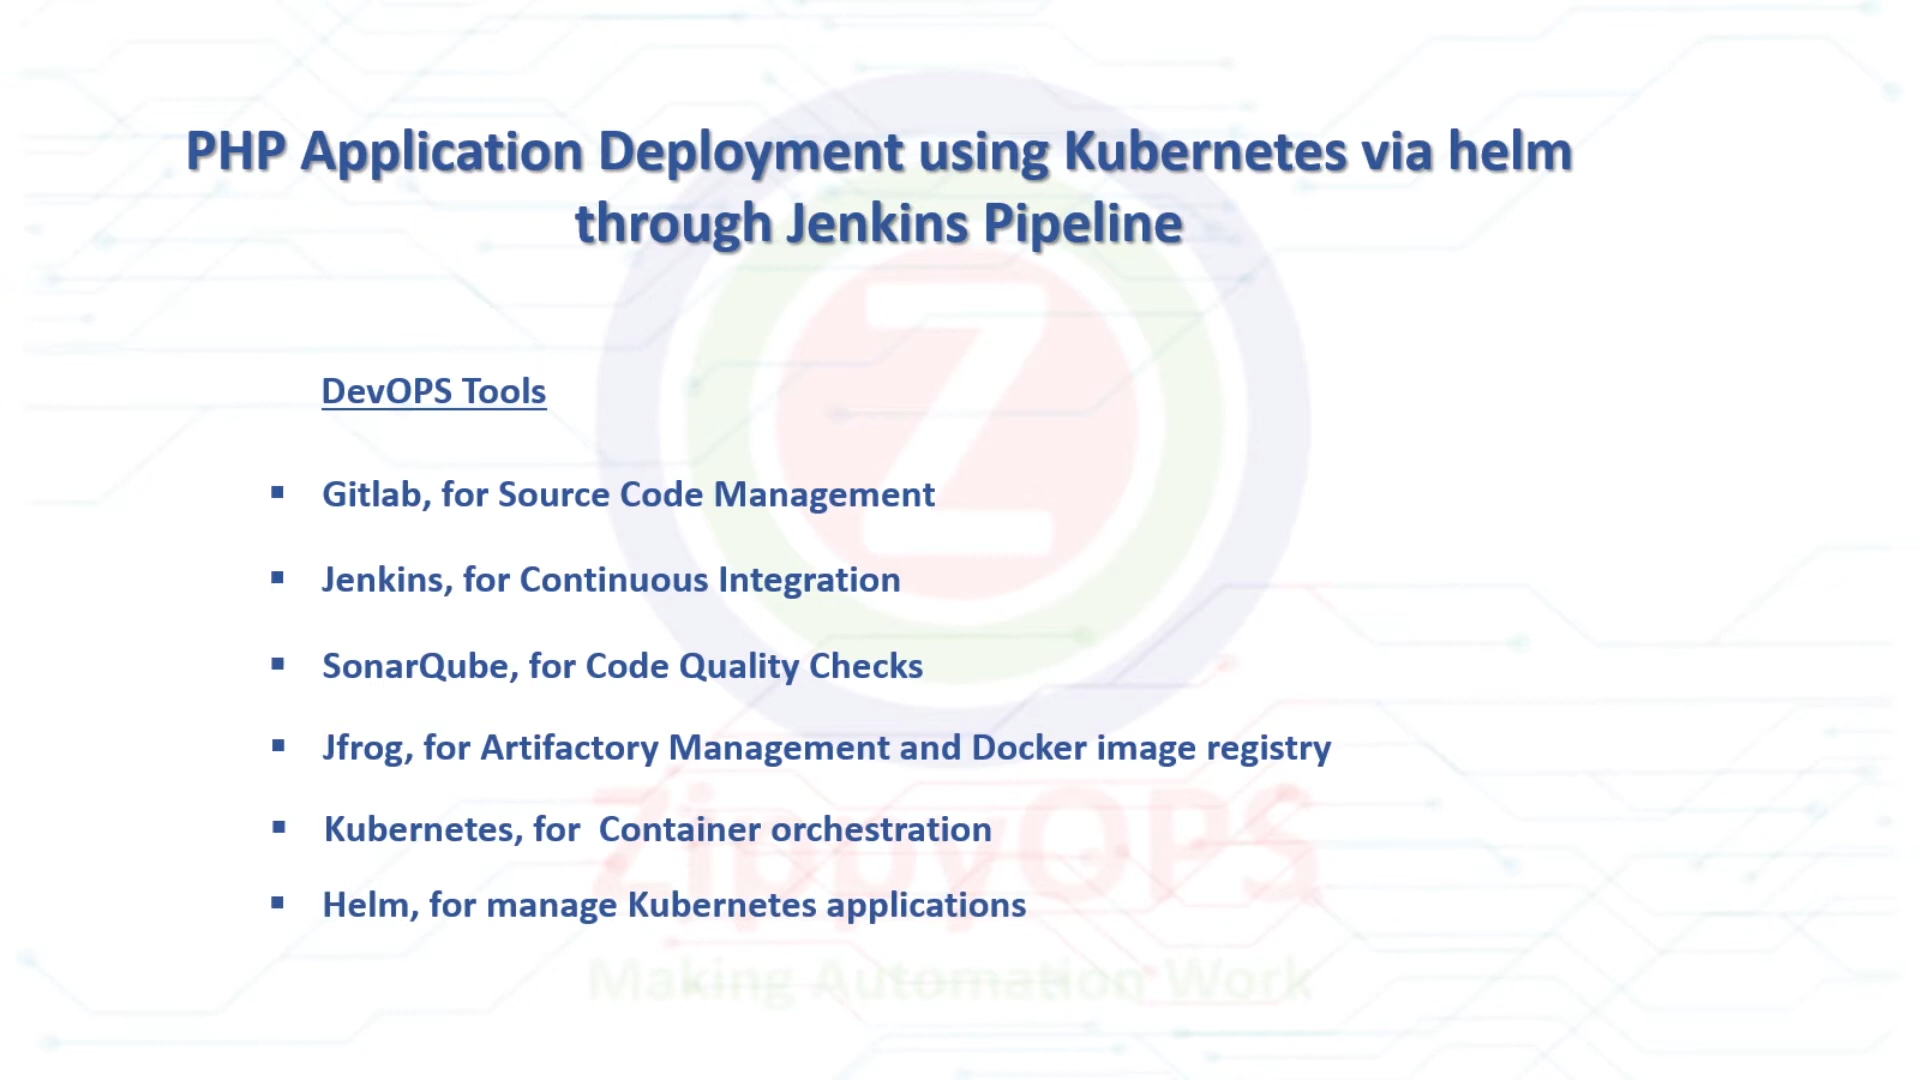 PHP Application Deployment using Kubernetes via helm
through Jenkins Pipeline
DevOPS Tools
▪ Gitlab, for Source Code Management
▪ Jenkins, for Continuous Integration
▪ SonarQube, for Code Quality Checks
▪ Jfrog, for Artifactory Management and Docker image registry
▪ Kubernetes, for  Container orchestration
▪ Helm, for manage Kubernetes applications
Z
ZippyOPS
Making Automation Work